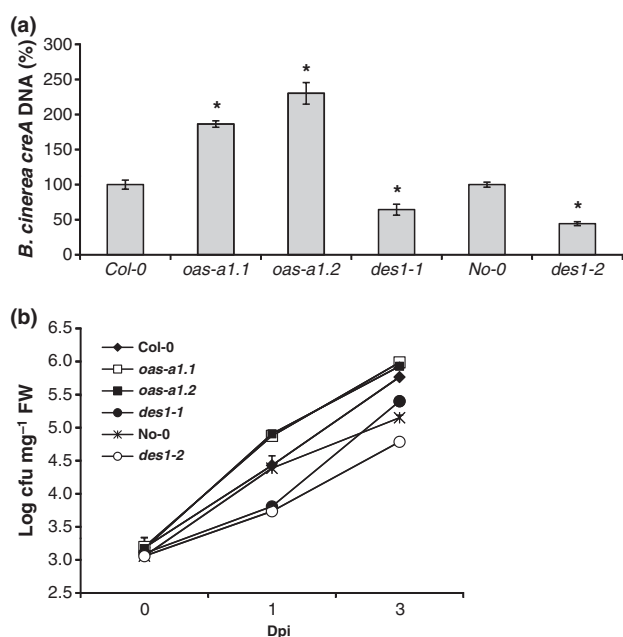 (a)
B. cinerea creA DNA (%)
300
250
200
150
100
50
0
* * * *
Col-0 oas-a1.1 oas-a1.2 des1-1 No-0 des1-2
(b)
Log cfu mg⁻¹ FW
6.5
6.0
5.5
5.0
4.5
4.0
3.5
3.0
2.5
Col-0
oas-a1.1
oas-a1.2
des1-1
No-0
des1-2
0 1 3
Dpi